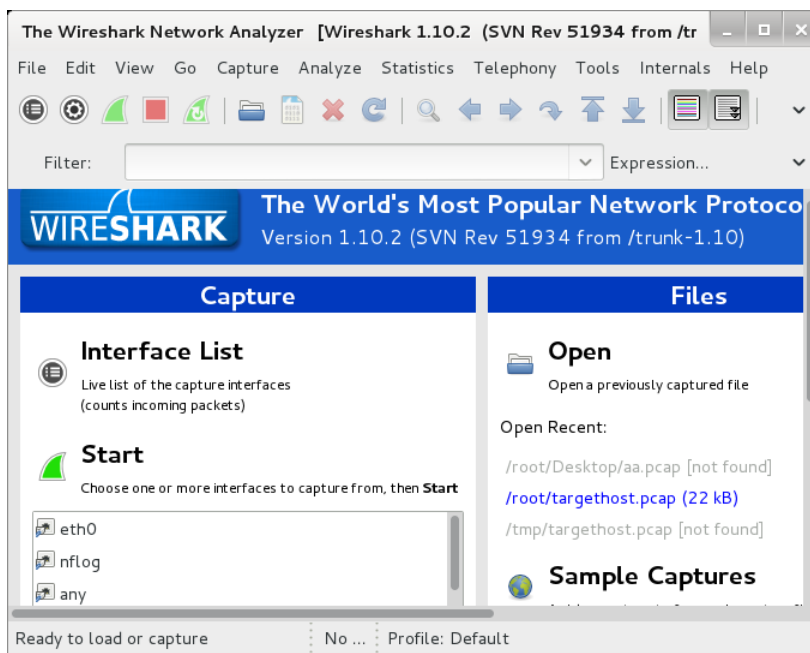 The Wireshark Network Analyzer [Wireshark 1.10.2 (SVN Rev 51934 from /tr
File Edit View Go Capture Analyze Statistics Telephony Tools Internals Help
Filter:
Expression...
WIRESHARK
The World's Most Popular Network Protoco
Version 1.10.2 (SVN Rev 51934 from /trunk-1.10)
Capture
Interface List
Live list of the capture interfaces
(counts incoming packets)
Start
Choose one or more interfaces to capture from, then Start
eth0
nflog
any
Files
Open
Open a previously captured file
Open Recent:
/root/Desktop/aa.pcap [not found]
/root/targethost.pcap (22 kB)
/tmp/targethost.pcap [not found]
Sample Captures
Ready to load or capture
No ...
Profile: Default